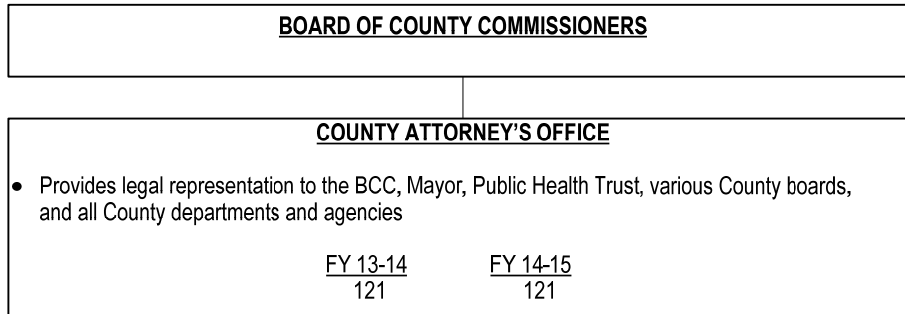 BOARD OF COUNTY COMMISSIONERS
COUNTY ATTORNEY'S OFFICE
• Provides legal representation to the BCC, Mayor, Public Health Trust, various County boards,
and all County departments and agencies
FY 13-14 FY 14-15
121 121